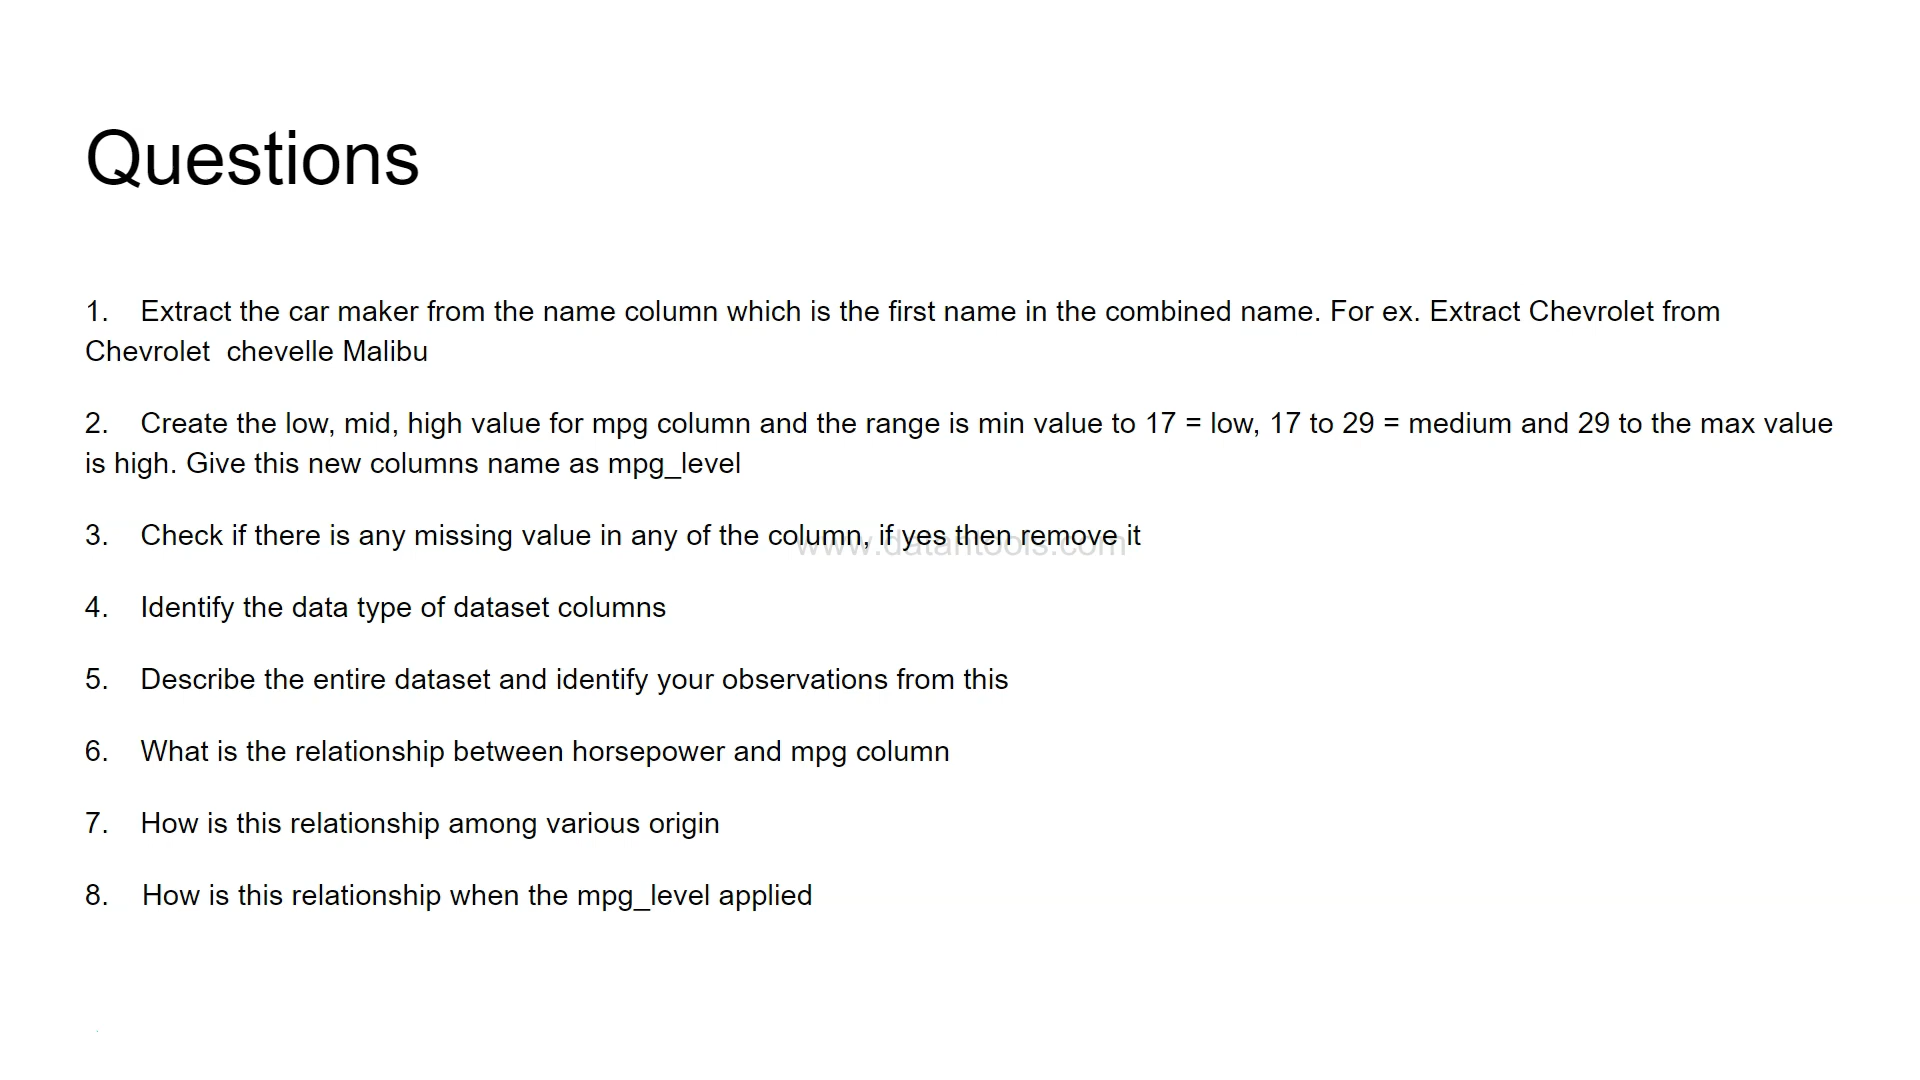 Questions
1. Extract the car maker from the name column which is the first name in the combined name. For ex. Extract Chevrolet from
Chevrolet chevelle Malibu
2. Create the low, mid, high value for mpg column and the range is min value to 17 = low, 17 to 29 = medium and 29 to the max value
is high. Give this new columns name as mpg_level
3. Check if there is any missing value in any of the column, if yes then remove it
www.datantools.com
4. Identify the data type of dataset columns
5. Describe the entire dataset and identify your observations from this
6. What is the relationship between horsepower and mpg column
7. How is this relationship among various origin
8. How is this relationship when the mpg_level applied